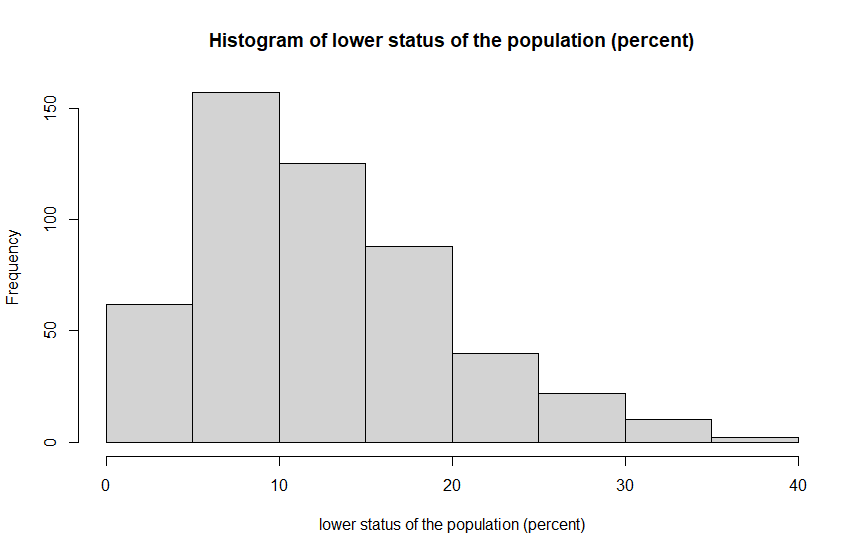 Histogram of lower status of the population (percent)
Frequency
150
100
50
0
0 10 20 30 40
lower status of the population (percent)